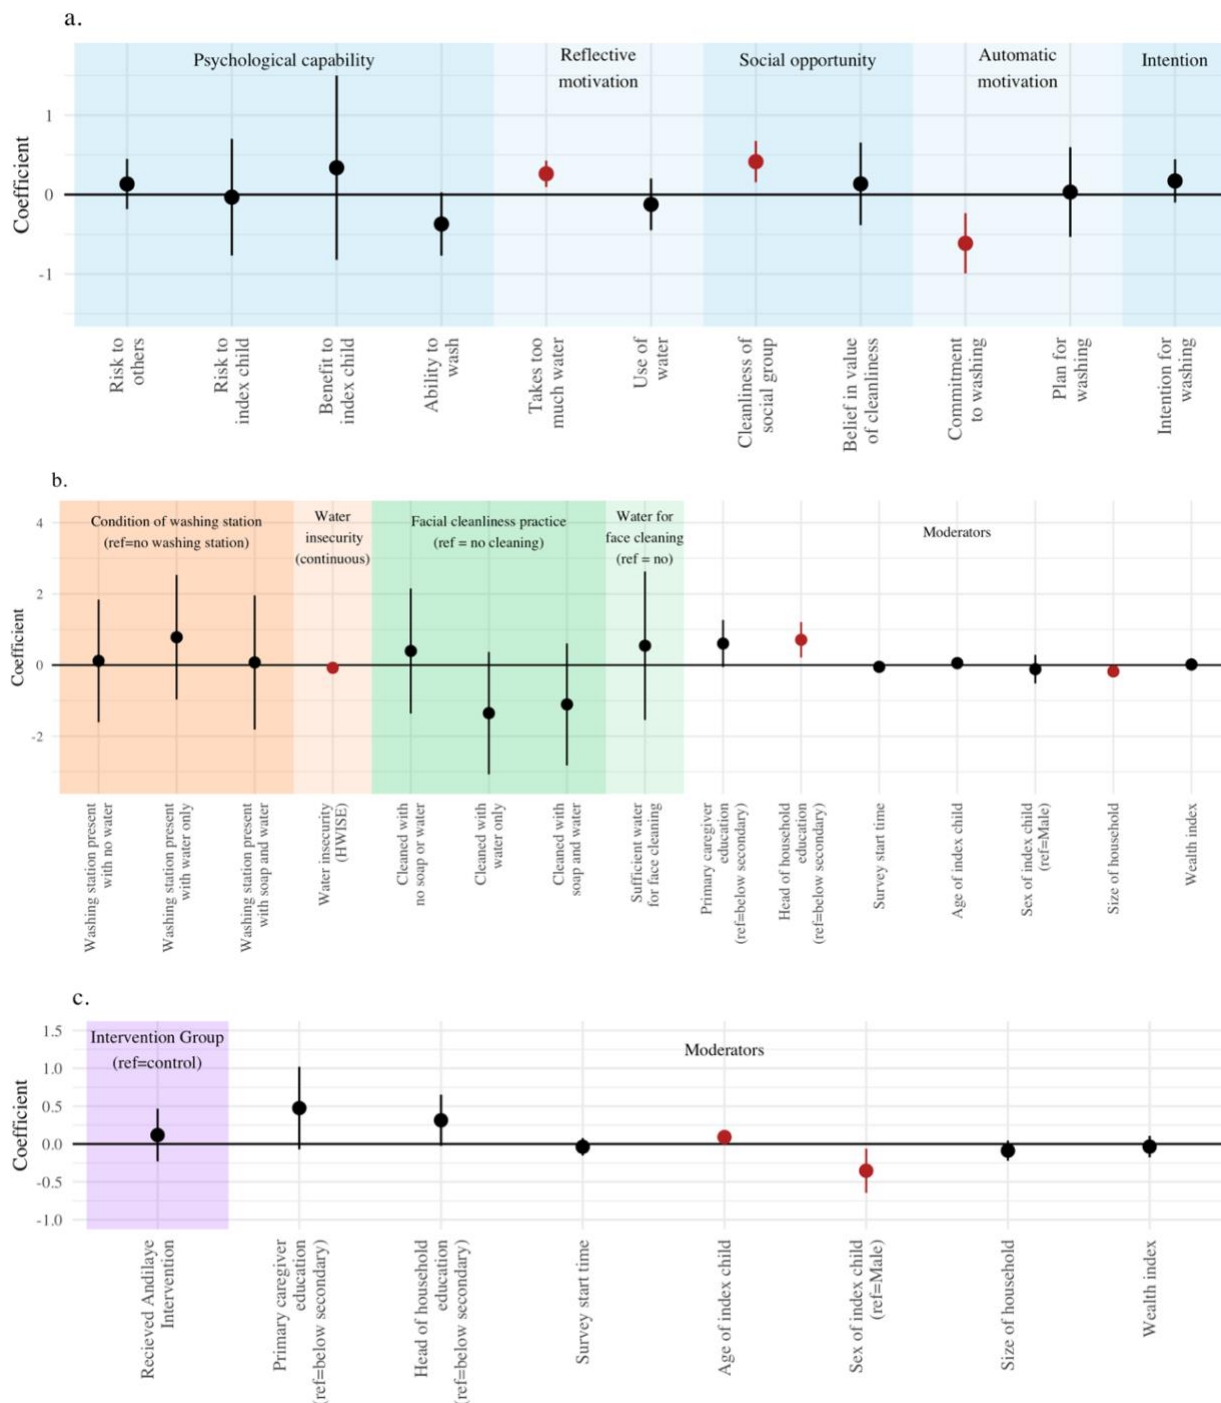 a.
Psychological capability
Reflective
motivation
Social opportunity
Automatic
motivation
Intention
Coefficient
1
0
-1
Risk to
others
Risk to
index child
Benefit to
index child
Ability to
wash
Takes too
much water
Use of
water
Cleanliness of
social group
Belief in value
of cleanliness
Commitment
to washing
Plan for
washing
Intention for
washing
b.
Condition of washing station
(ref=no washing station)
Water
insecurity
(continuous)
Facial cleanliness practice
(ref = no cleaning)
Water for
face cleaning
(ref = no)
Moderators
Coefficient
4
2
0
-2
Washing station present
with no water
Washing station present
with water only
Washing station present
with soap and water
Water insecurity
(HWISE)
Cleaned with
no soap or water
Cleaned with
water only
Cleaned with
soap and water
Sufficient water
for face cleaning
Primary caregiver
education
(ref=below secondary)
Head of household
education
(ref=below secondary)
Survey start time
Age of index child
Sex of index child
(ref=Male)
Size of household
Wealth index
c.
Intervention Group
(ref=control)
Moderators
Coefficient
1.5
1.0
0.5
0.0
-0.5
-1.0
Recieved Andilaye
Intervention
Primary caregiver
education
(ref=below secondary)
Head of household
education
(ref=below secondary)
Survey start time
Age of index child
Sex of index child
(ref=Male)
Size of household
Wealth index